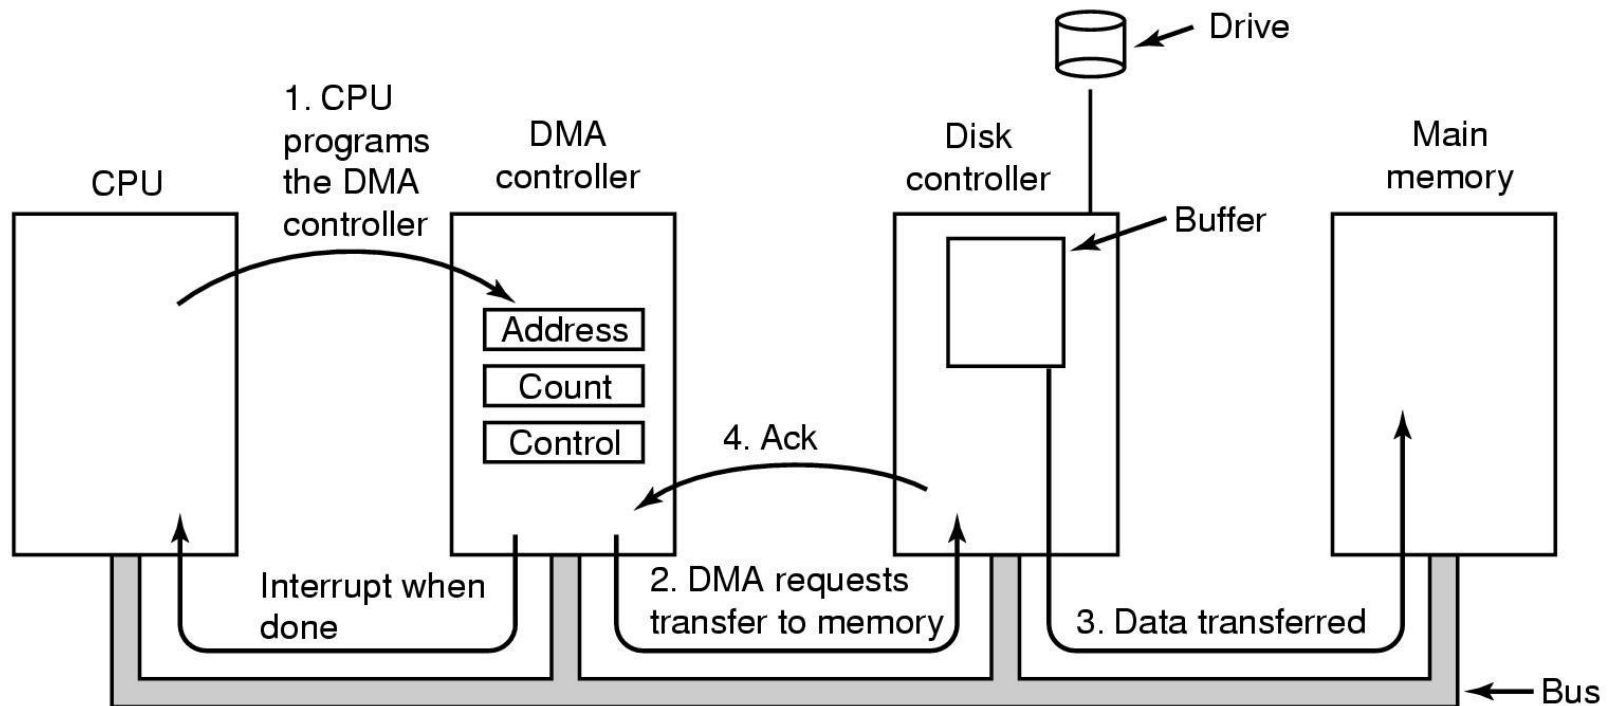 Drive
1. CPU
programs
the DMA
controller
DMA
controller
Disk
controller
Main
memory
CPU
Buffer
Address
Count
Control
4. Ack
Interrupt when
done
2. DMA requests
transfer to memory
3. Data transferred
Bus